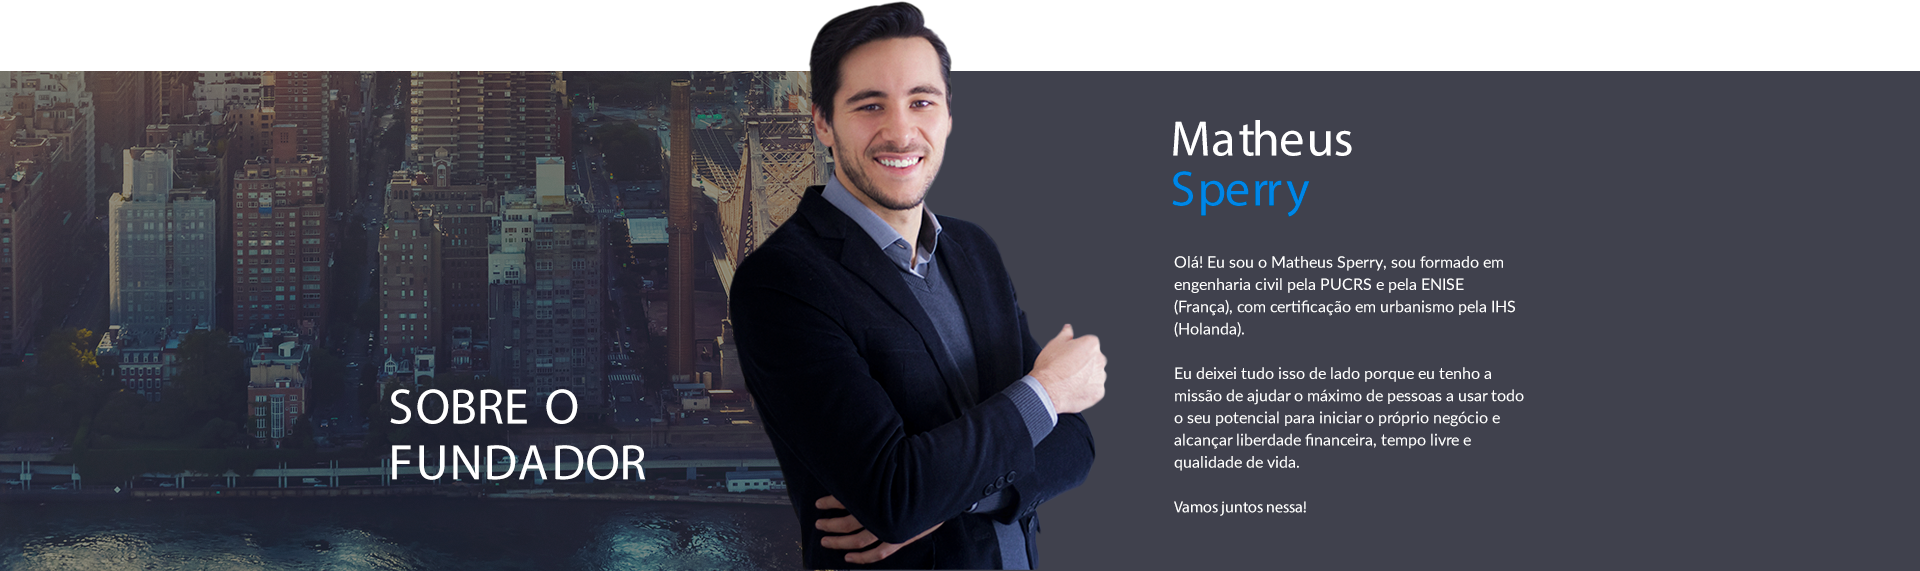 SOBRE O
FUNDADOR
Matheus
Sperry
Olá! Eu sou o Matheus Sperry, sou formado em
engenharia civil pela PUCRS e pela ENISE
(França), com certificação em urbanismo pela IHS
(Holanda).
Eu deixei tudo isso de lado porque eu tenho a
missão de ajudar o máximo de pessoas a usar todo
o seu potencial para iniciar o próprio negócio e
alcançar liberdade financeira, tempo livre e
qualidade de vida.
Vamos juntos nessa!